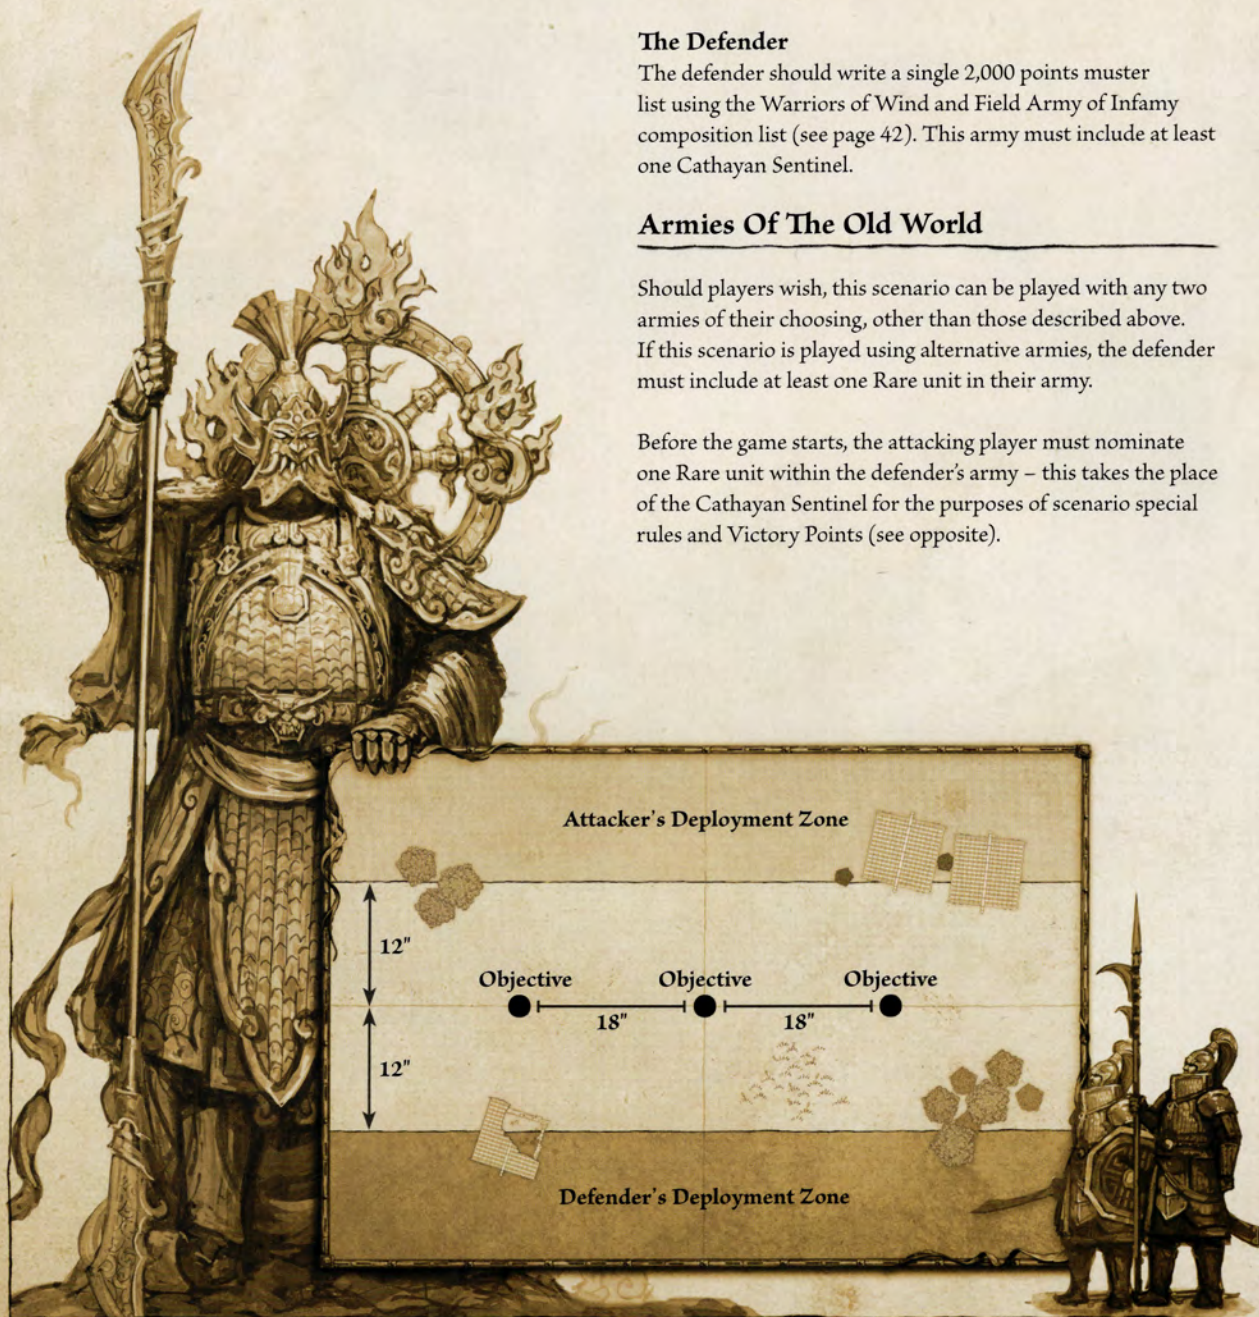 The Defender
The defender should write a single 2,000 points muster
list using the Warriors of Wind and Field Army of Infamy
composition list (see page 42). This army must include at least
one Cathayan Sentinel.
Armies Of The Old World
Should players wish, this scenario can be played with any two
armies of their choosing, other than those described above.
If this scenario is played using alternative armies, the defender
must include at least one Rare unit in their army.
Before the game starts, the attacking player must nominate
one Rare unit within the defender's army – this takes the place
of the Cathayan Sentinel for the purposes of scenario special
rules and Victory Points (see opposite).
Attacker's Deployment Zone
12"
Objective Objective Objective
18" 18"
12"
Defender's Deployment Zone